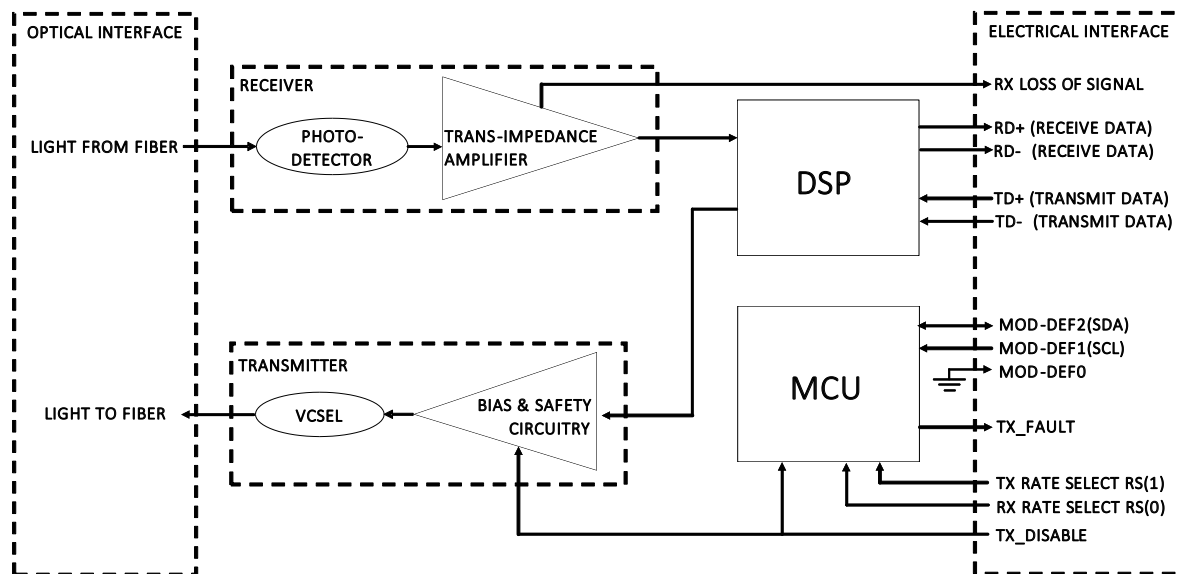 OPTICAL INTERFACE
ELECTRICAL INTERFACE
RECEIVER
RX LOSS OF SIGNAL
LIGHT FROM FIBER
PHOTO-
DETECTOR
TRANS-IMPEDANCE
AMPLIFIER
DSP
RD+ (RECEIVE DATA)
RD- (RECEIVE DATA)
TD+ (TRANSMIT DATA)
TD- (TRANSMIT DATA)
TRANSMITTER
LIGHT TO FIBER
VCSEL
BIAS & SAFETY
CIRCUITRY
MCU
MOD-DEF2(SDA)
MOD-DEF1(SCL)
MOD-DEF0
TX_FAULT
TX RATE SELECT RS(1)
RX RATE SELECT RS(0)
TX_DISABLE